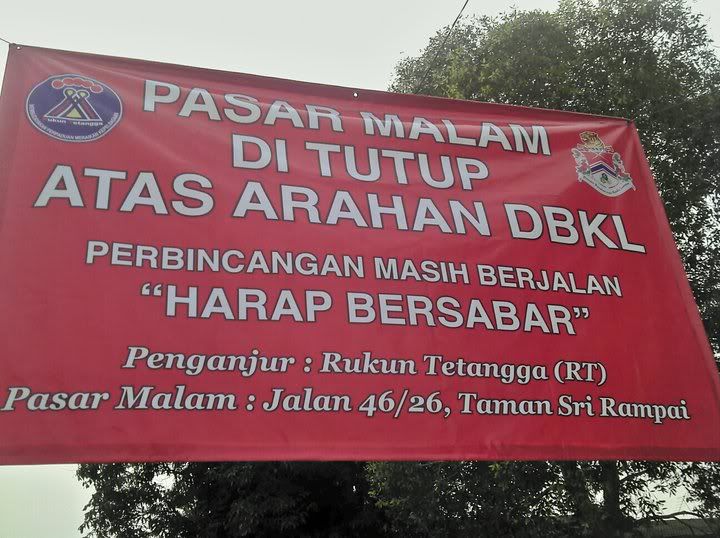 PASAR MALAM
DI TUTUP
ATAS ARAHAN DBKL
PERBINCANGAN MASIH BERJALAN
“HARAP BERSABAR”
Penganjur : Rukun Tetangga (RT)
Pasar Malam : Jalan 46/26, Taman Sri Rampai